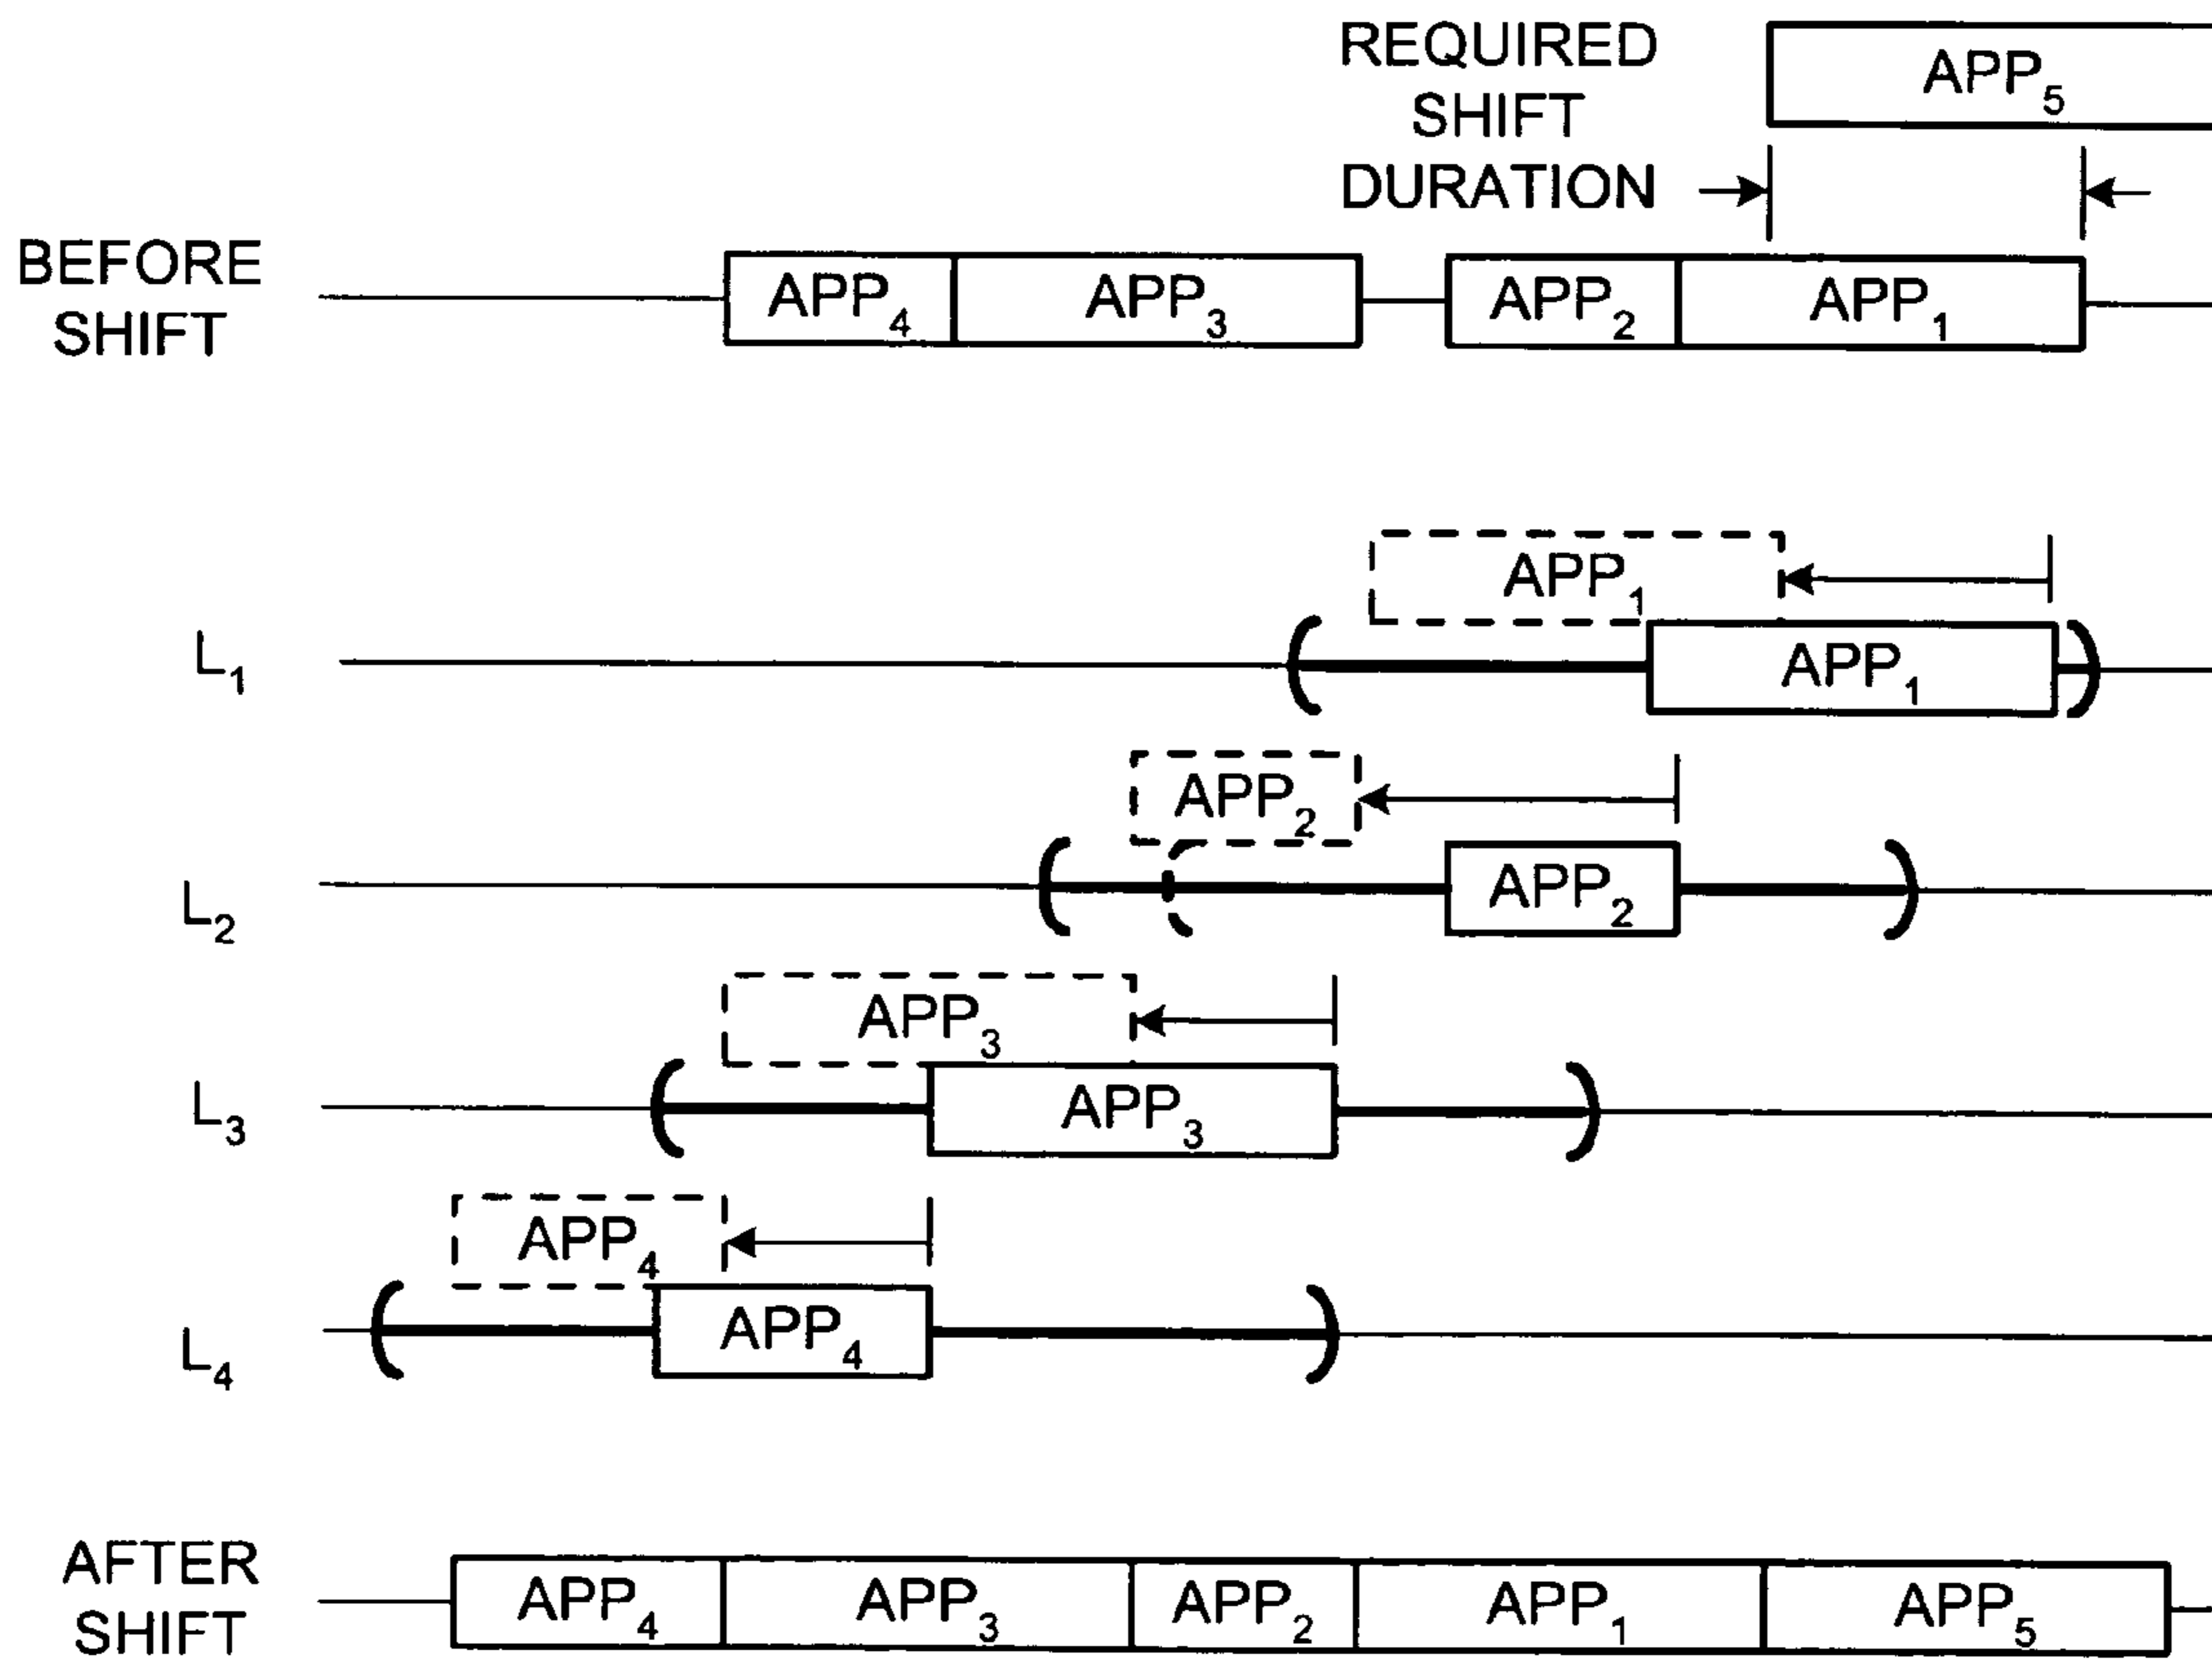 REQUIRED
SHIFT
DURATION
APP5
BEFORE
SHIFT
APP4 APP3 APP2 APP1
APP1
L1 APP1
APP2
L2 APP2
APP3
L3 APP3
APP4
L4 APP4
AFTER
SHIFT
APP4 APP3 APP2 APP1 APP5